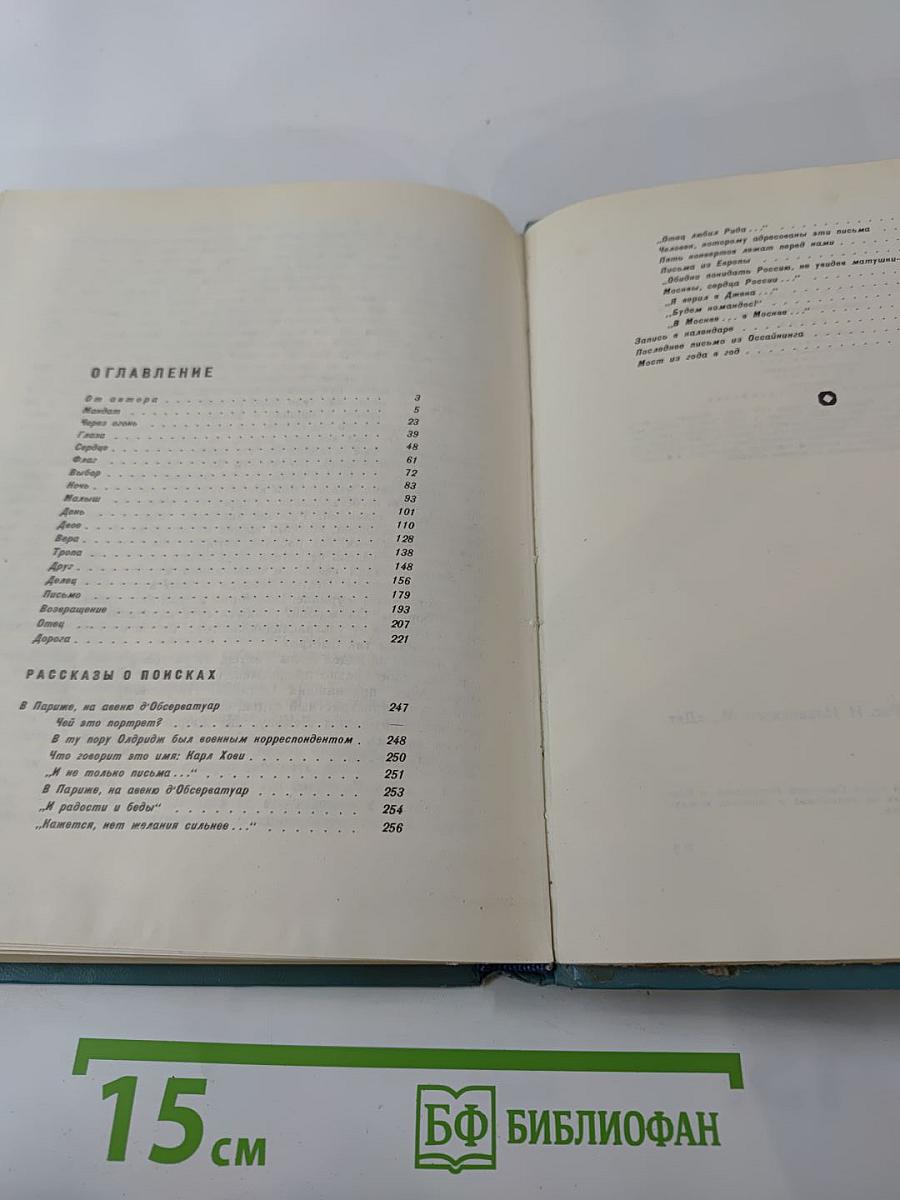 ОГЛАВЛЕНИЕ
От автора 3
Мандат 5
Через огонь 23
Глаза 39
Сердце 48
Флаг 61
Выбор 72
Ночь 83
Малыш 93
День 101
Двое 110
Вера 128
Тропа 138
Друг 148
Делец 156
Письмо 179
Возвращение 193
Отец 207
Дорога 221
РАССКАЗЫ О ПОИСКАХ
В Париже, на авеню д'Обсерватуар 247
Чей это портрет? —
В ту пору Олдридж был военным корреспондентом 248
Что говорит это имя: Карл Хови 250
„И не только письма..." 251
В Париже, на авеню д'Обсерватуар 253
„И радости и беды" 254
„Кажется, нет желания сильнее..." 256
„Отец любил Рида..."
Человек, которому адресованы эти письма
Пять конвертов лежат перед нами
Письма из Европы
„Обидно покидать Россию, не увидев матушки-
Москвы, сердца России..."
„Я верил в Джека..."
„Будем командос!"
„В Москве... в Москве..."
Запись в календаре
Последнее письмо из Оссайнинга
Мост из года в год
15 см
БФ БИБЛИОФАН